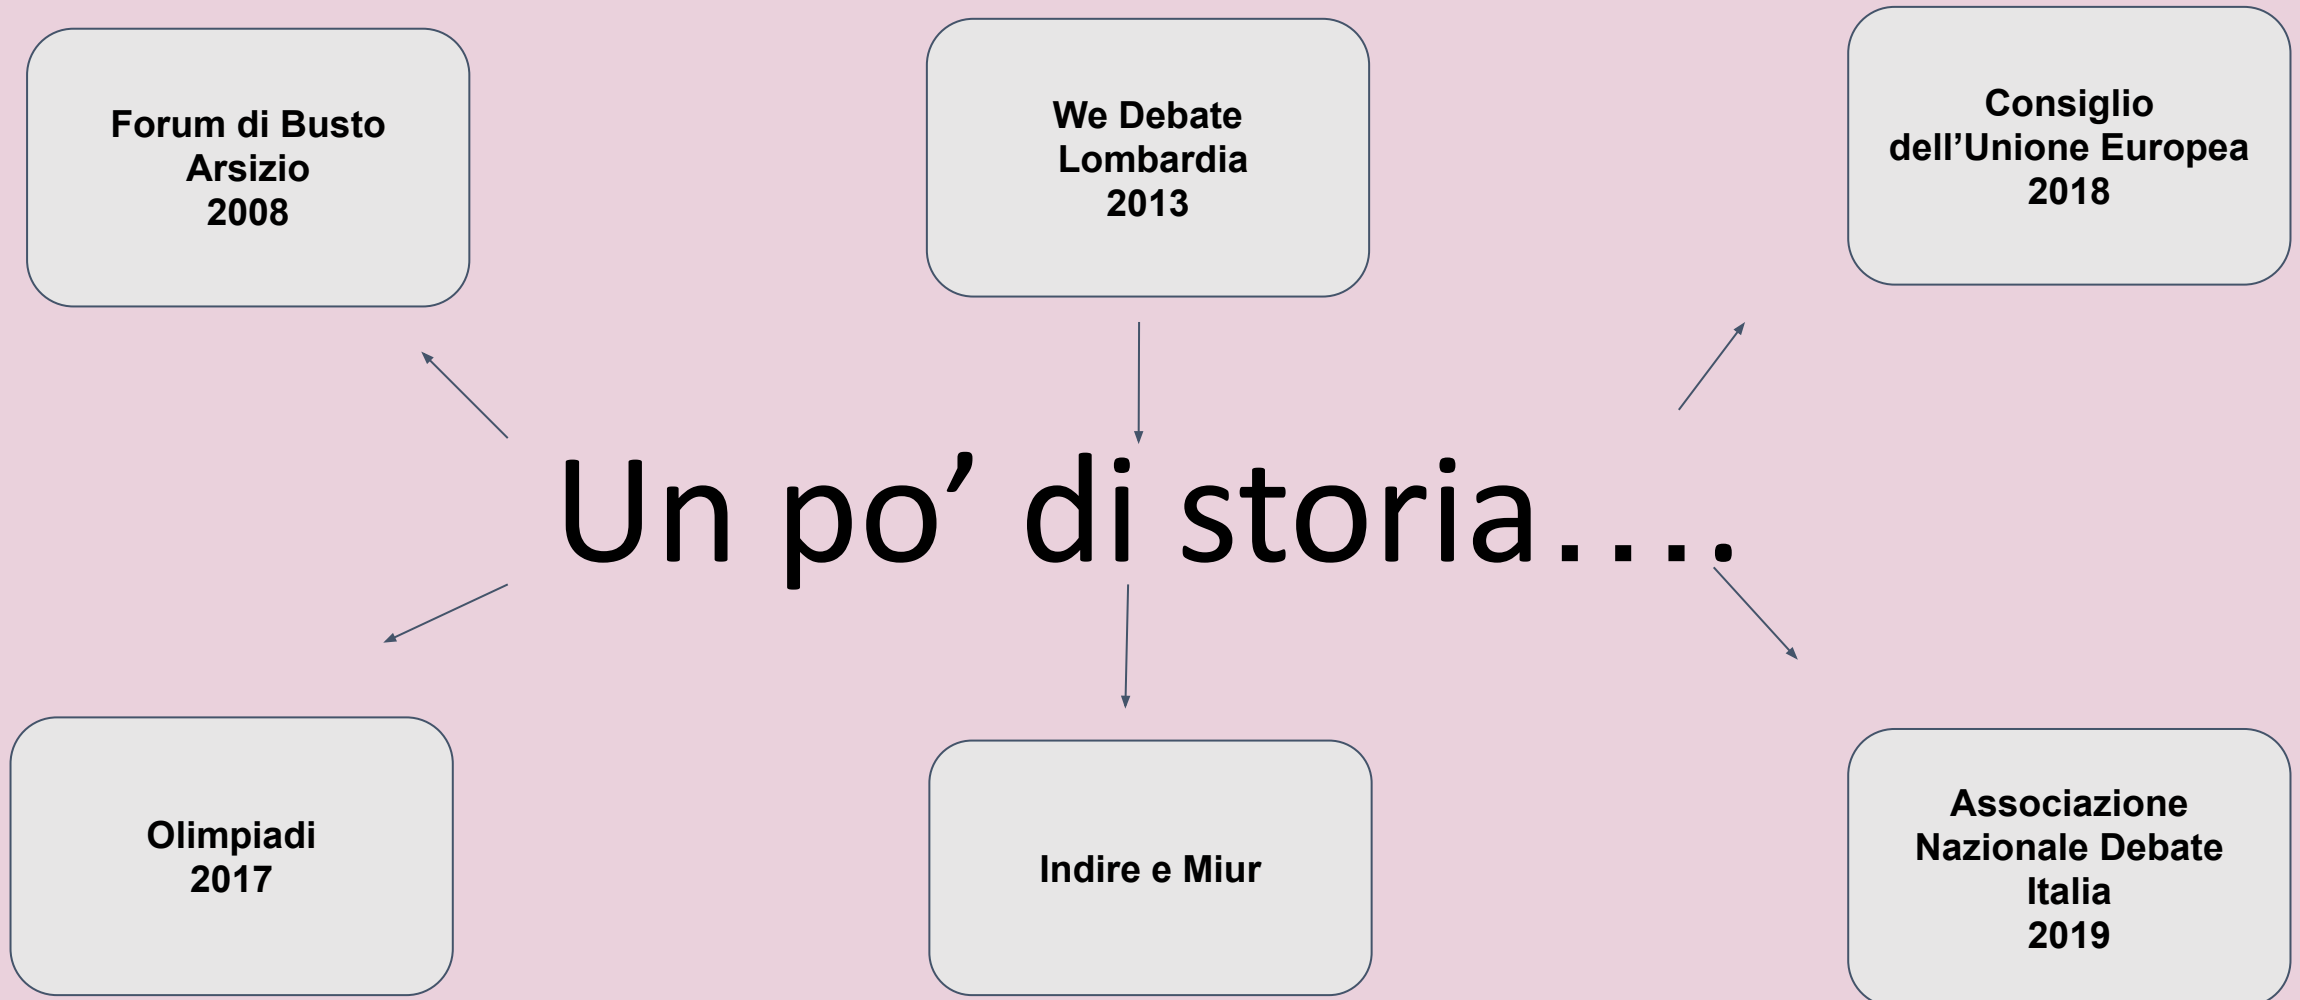 Forum di Busto
Arsizio
2008
We Debate
Lombardia
2013
Consiglio
dell’Unione Europea
2018
Un po’ di storia….
Olimpiadi
2017
Indire e Miur
Associazione
Nazionale Debate
Italia
2019